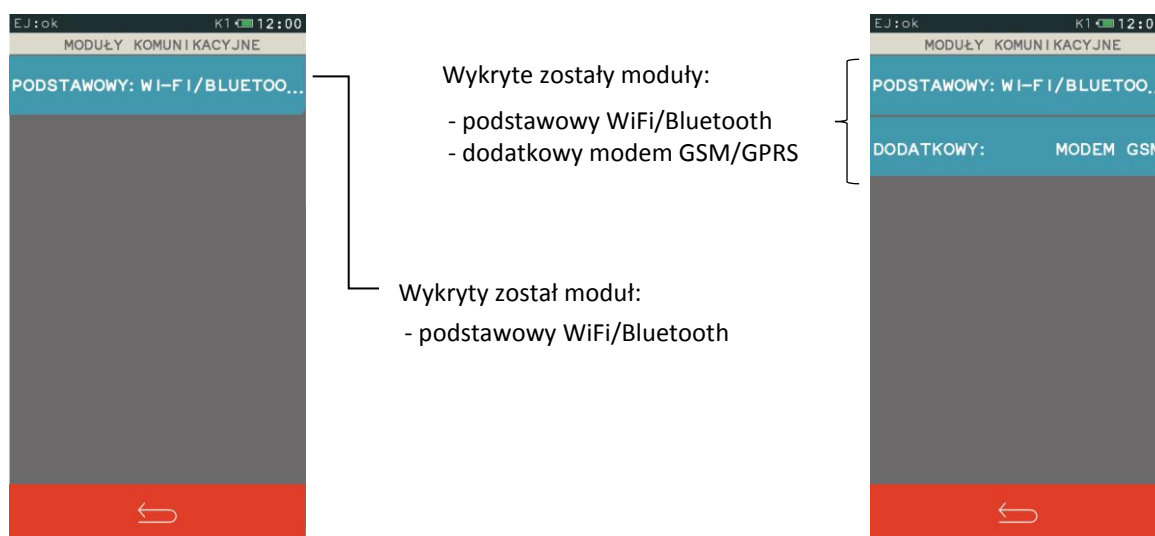 EJ:ok K1 12:00
MODUŁY KOMUNIKACYJNE
PODSTAWOWY: WI-FI/BLUETOO...
Wykryte zostały moduły:
- podstawowy WiFi/Bluetooth
- dodatkowy modem GSM/GPRS
Wykryty został moduł:
- podstawowy WiFi/Bluetooth
EJ:ok K1 12:0
MODUŁY KOMUNIKACYJNE
PODSTAWOWY: WI-FI/BLUETOO..
DODATKOWY: MODEM GSM